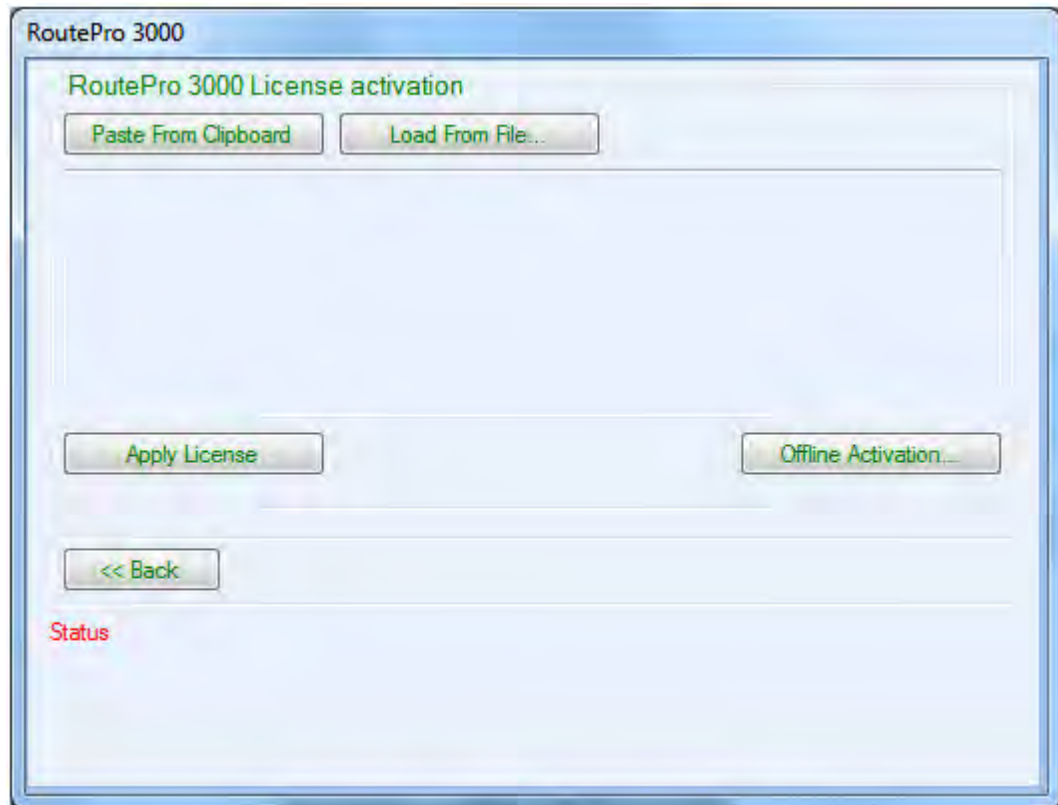 RoutePro 3000
RoutePro 3000 License activation
Paste From Clipboard Load From File...
Apply License Offline Activation...
<< Back
Status